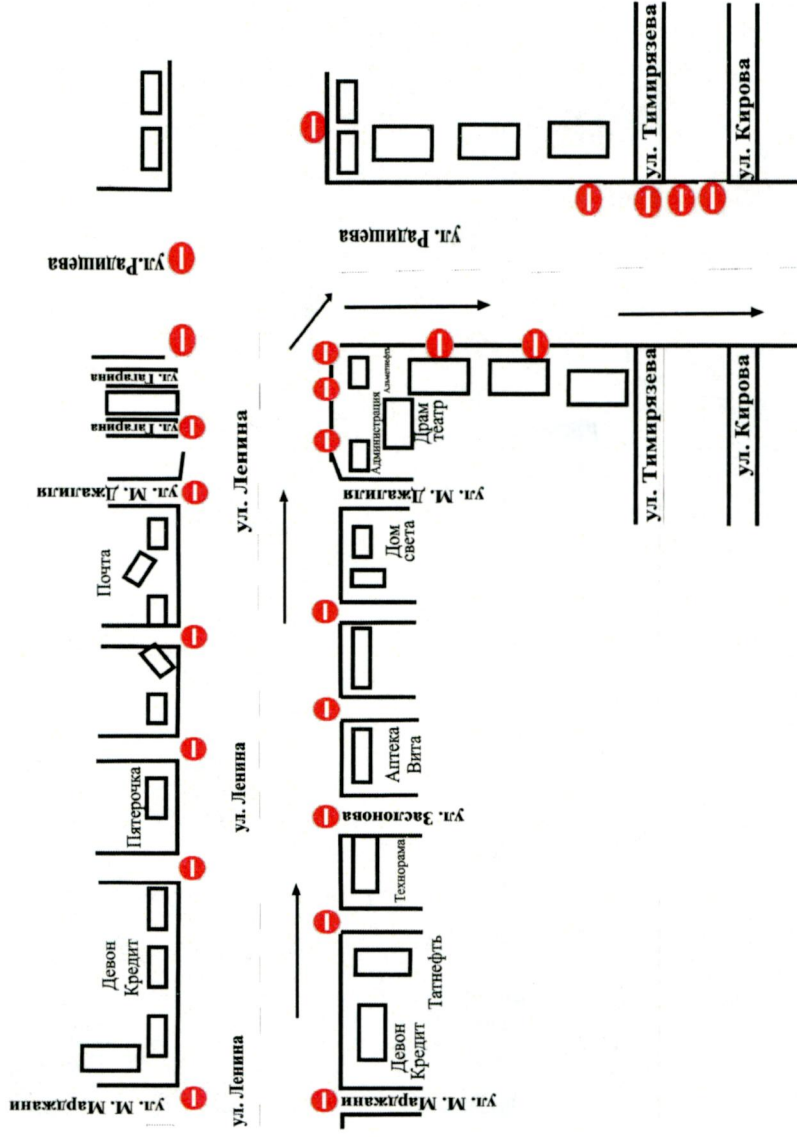 ул. Тимирязева
ул. Кирова
ул.Радищева
ул. Радищева
ул. Гагарина
ул. Гагарина
ул. М. Джалиля
ул. Ленина
Администрация
Альметнефть
Драм
театр
ул. М. Джалиля
ул. Тимирязева
ул. Кирова
Почта
Дом
света
ул. Ленина
Пятерочка
Аптека
Вита
ул. Заслонова
Технорама
Девон
Кредит
Татнефть
Девон
Кредит
ул. М. Марджани
ул. Ленина
ул. М. Марджани